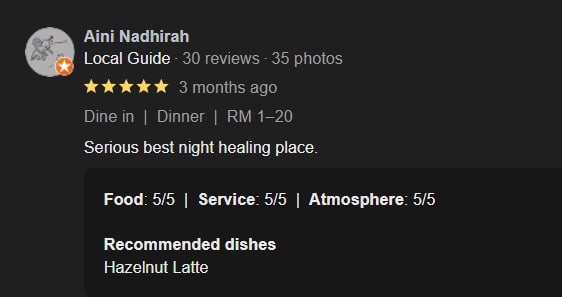 Aini Nadhirah
Local Guide · 30 reviews · 35 photos
3 months ago
Dine in | Dinner | RM 1–20
Serious best night healing place.
Food: 5/5 | Service: 5/5 | Atmosphere: 5/5
Recommended dishes
Hazelnut Latte